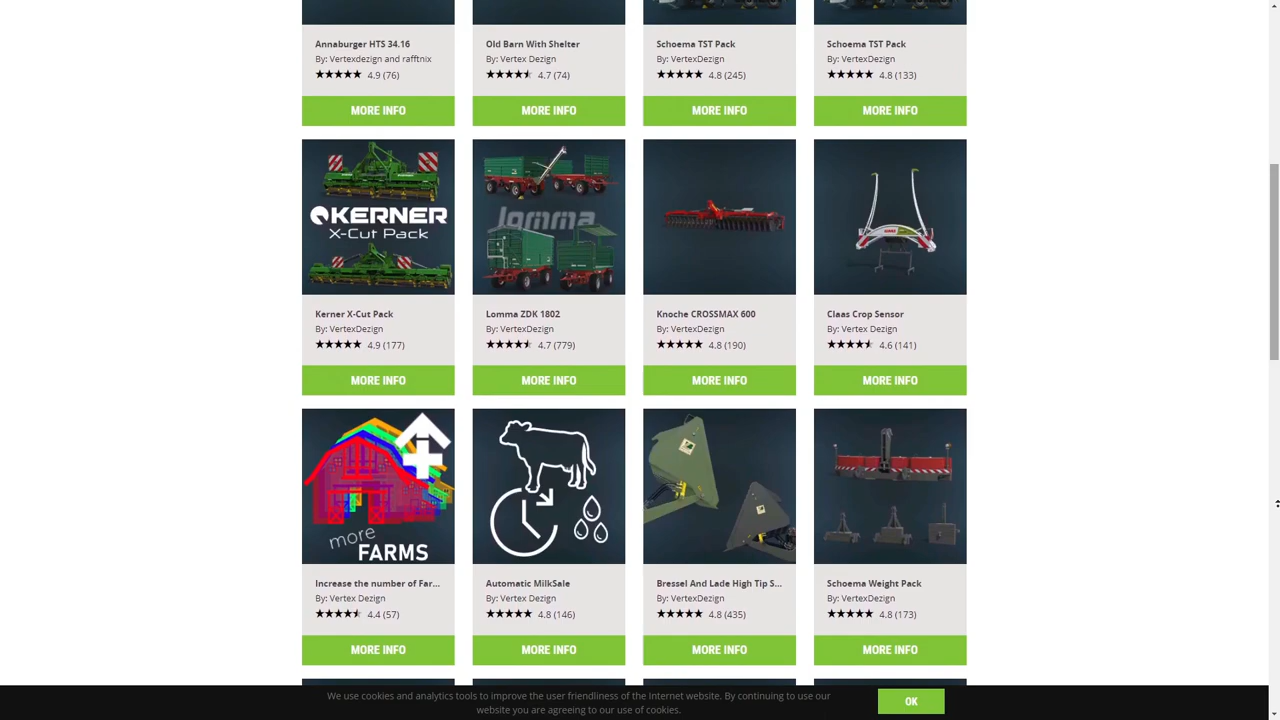 Annaburger HTS 34.16
By: Vertexdezign and rafftnix
★★★★★ 4.9 (76)
MORE INFO
Old Barn With Shelter
By: Vertex Dezign
4.7 (74)
MORE INFO
Schoema TST Pack
By: VertexDezign
★★★★★ 4.8 (245)
MORE INFO
Schoema TST Pack
By: VertexDezign
★★★★★ 4.8 (133)
MORE INFO
KERNER
X-Cut Pack
Kerner X-Cut Pack
By: VertexDezign
★★★★★ 4.9 (177)
MORE INFO
lomma
Lomma ZDK 1802
By: VertexDezign
4.7 (779)
MORE INFO
Knoche CROSSMAX 600
By: VertexDezign
★★★★★ 4.8 (190)
MORE INFO
Claas Crop Sensor
By: Vertex Dezign
4.6 (141)
MORE INFO
more
FARMS
Increase the number of Far...
By: Vertex Dezign
4.4 (57)
MORE INFO
Automatic MilkSale
By: Vertex Dezign
★★★★★ 4.8 (146)
MORE INFO
Bressel And Lade High Tip S...
By: VertexDezign
★★★★★ 4.8 (435)
MORE INFO
Schoema Weight Pack
By: VertexDezign
★★★★★ 4.8 (173)
MORE INFO
We use cookies and analytics tools to improve the user friendliness of the Internet website. By continuing to use our
website you are agreeing to our use of cookies.
OK